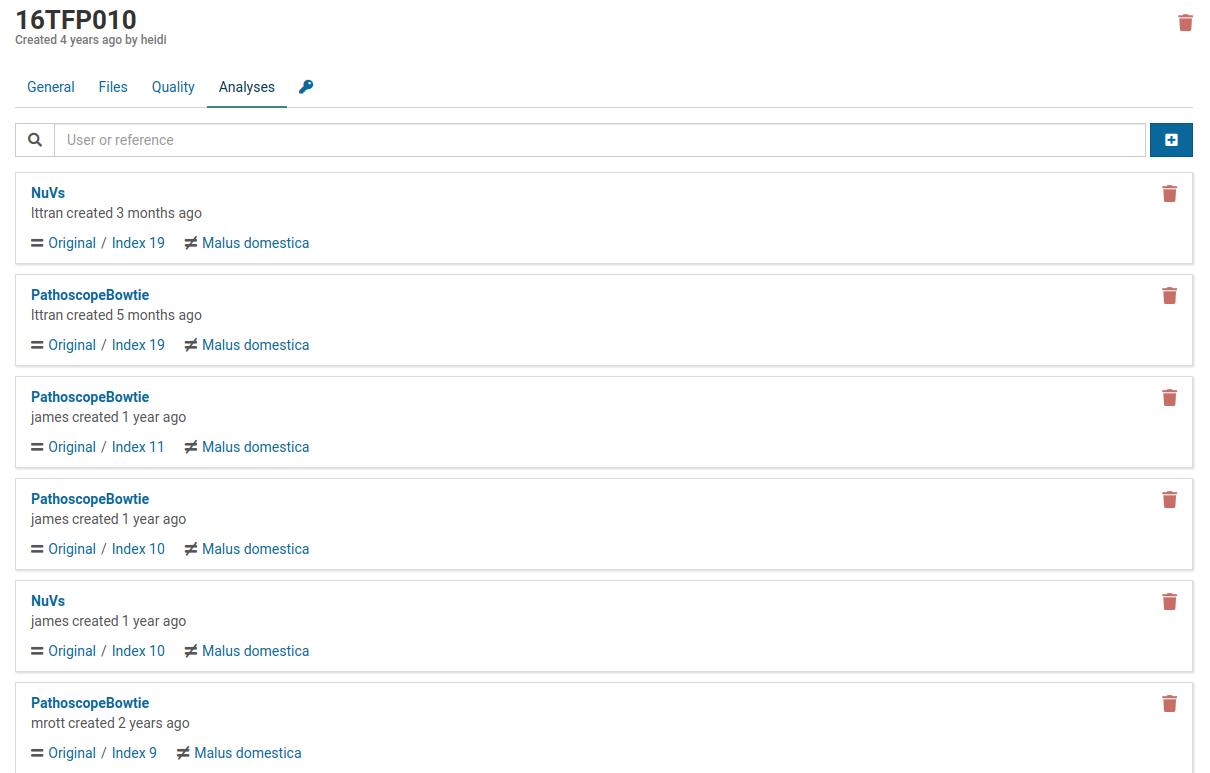 16TFP010
Created 4 years ago by heidi
General Files Quality Analyses
User or reference
NuVs
lttran created 3 months ago
= Original / Index 19 ≠ Malus domestica
PathoscopeBowtie
lttran created 5 months ago
= Original / Index 19 ≠ Malus domestica
PathoscopeBowtie
james created 1 year ago
= Original / Index 11 ≠ Malus domestica
PathoscopeBowtie
james created 1 year ago
= Original / Index 10 ≠ Malus domestica
NuVs
james created 1 year ago
= Original / Index 10 ≠ Malus domestica
PathoscopeBowtie
mrott created 2 years ago
= Original / Index 9 ≠ Malus domestica